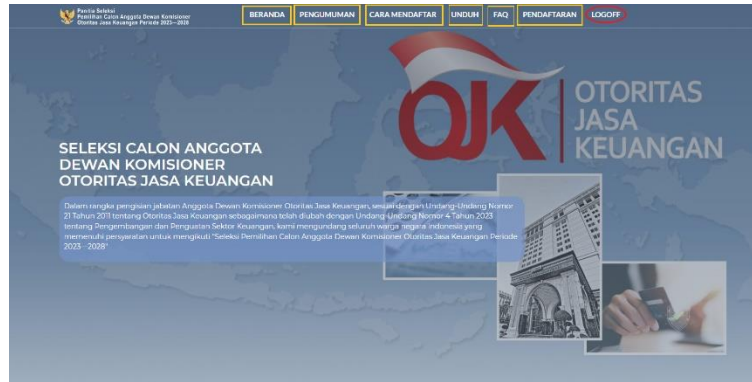 Panitia Seleksi
Pemilihan Calon Anggota Dewan Komisioner
Otoritas Jasa Keuangan Periode 2023—2028
BERANDA PENGUMUMAN CARA MENDAFTAR UNDUH FAQ PENDAFTARAN LOGOFF
OJK OTORITAS
JASA
KEUANGAN
SELEKSI CALON ANGGOTA
DEWAN KOMISIONER
OTORITAS JASA KEUANGAN
Dalam rangka pengisian jabatan Anggota Dewan Komisioner Otoritas Jasa Keuangan, sesuai dengan Undang-Undang Nomor
21 Tahun 2011 tentang Otoritas Jasa Keuangan sebagaimana telah diubah dengan Undang-Undang Nomor 4 Tahun 2023
tentang Pengembangan dan Penguatan Sektor Keuangan, kami mengundang seluruh warga negara indonesia yang
memenuhi persyaratan untuk mengikuti "Seleksi Pemilihan Calon Anggota Dewan Komisioner Otoritas Jasa Keuangan Periode
2023—2028"